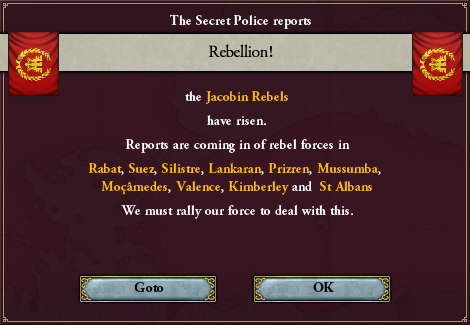 The Secret Police reports
Rebellion!
the Jacobin Rebels
have risen.
Reports are coming in of rebel forces in
Rabat, Suez, Silistre, Lankaran, Prizren, Mussumba,
Moçâmedes, Valence, Kimberley and St Albans
We must rally our force to deal with this.
Goto OK